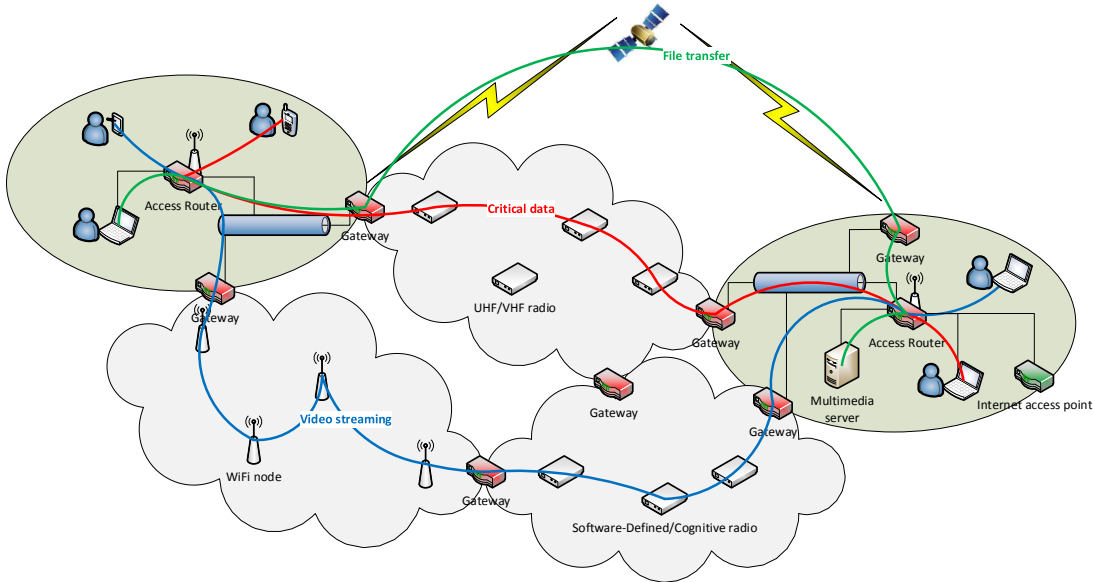 File transfer
Access Router
Critical data
Gateway
Gateway
UHF/VHF radio
Gateway
Gateway
Access Router
Gateway
Multimedia
server
Internet access point
Gateway
Video streaming
Gateway
WiFi node
Gateway
Software-Defined/Cognitive radio